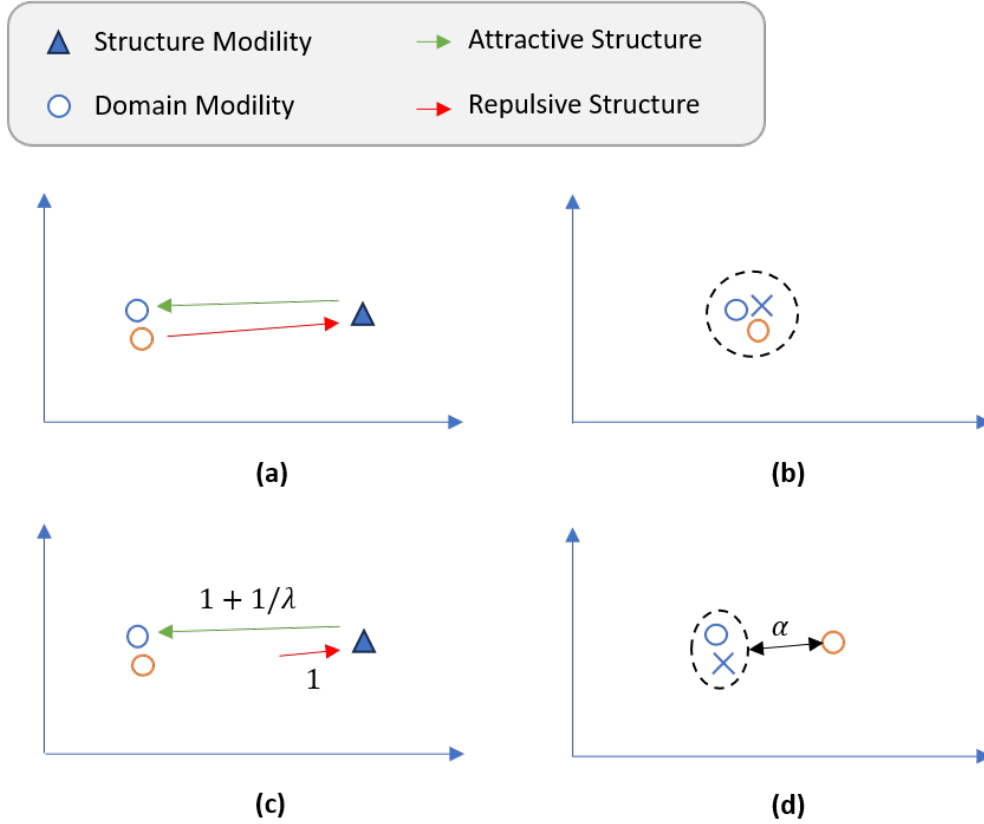 Structure Modility
Attractive Structure
Domain Modility
Repulsive Structure
(a)
(b)
1 + 1/λ
1
α
(c)
(d)